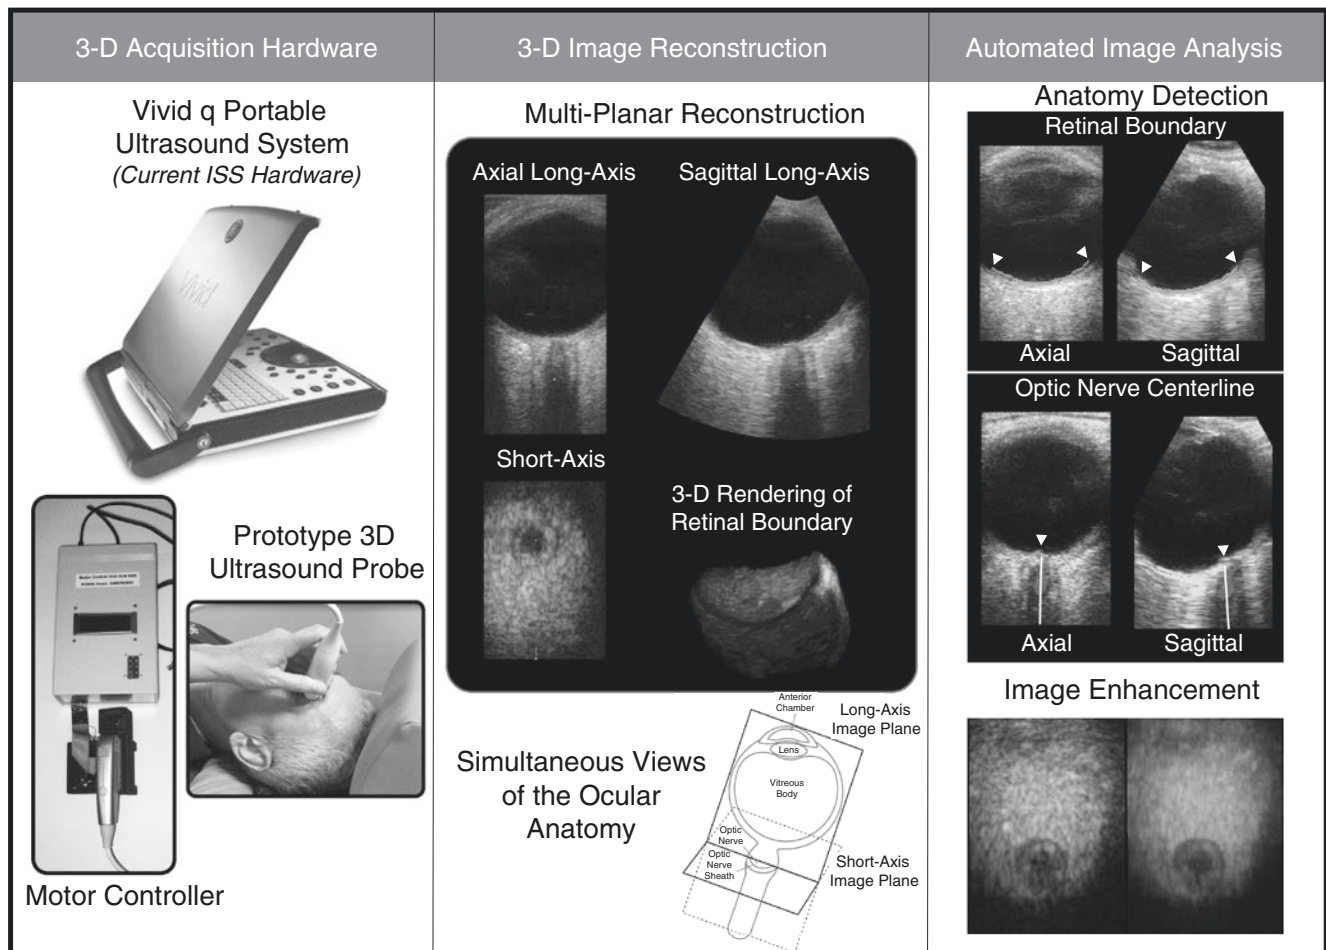 3-D Acquisition Hardware
3-D Image Reconstruction
Automated Image Analysis
Vivid q Portable
Ultrasound System
(Current ISS Hardware)
Vivid
Prototype 3D
Ultrasound Probe
Motor Controller
Multi-Planar Reconstruction
Axial Long-Axis
Sagittal Long-Axis
Short-Axis
3-D Rendering of
Retinal Boundary
Simultaneous Views
of the Ocular
Anatomy
Anterior
Chamber
Long-Axis
Image Plane
Lens
Vitreous
Body
Optic
Nerve
Optic
Nerve
Sheath
Short-Axis
Image Plane
Anatomy Detection
Retinal Boundary
Axial
Sagittal
Optic Nerve Centerline
Axial
Sagittal
Image Enhancement